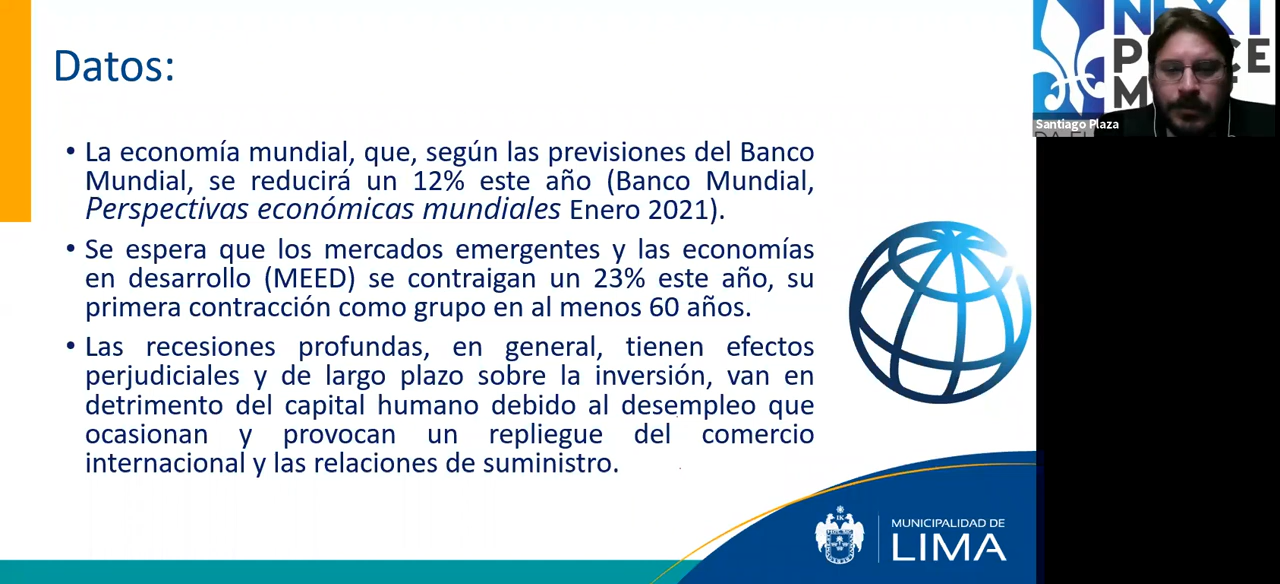 Datos:
• La economía mundial, que, según las previsiones del Banco
Mundial, se reducirá un 12% este año (Banco Mundial,
Perspectivas económicas mundiales Enero 2021).
• Se espera que los mercados emergentes y las economías
en desarrollo (MEED) se contraigan un 23% este año, su
primera contracción como grupo en al menos 60 años.
• Las recesiones profundas, en general, tienen efectos
perjudiciales y de largo plazo sobre la inversión, van en
detrimento del capital humano debido al desempleo que
ocasionan y provocan un repliegue del comercio
internacional y las relaciones de suministro.
MUNICIPALIDAD DE
LIMA
NEXT
Santiago Plaza